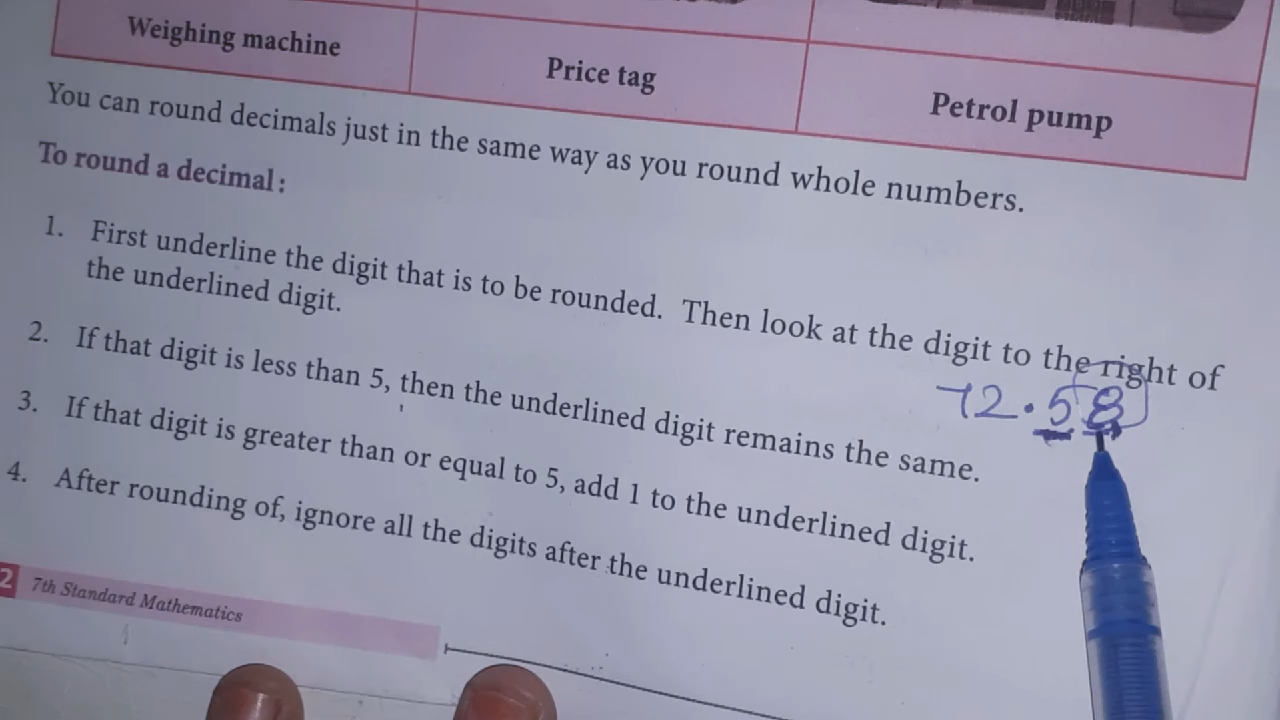 Weighing machine
Price tag
Petrol pump
You can round decimals just in the same way as you round whole numbers.
To round a decimal:
1. First underline the digit that is to be rounded. Then look at the digit to the right of
the underlined digit.
72.58
2. If that digit is less than 5, then the underlined digit remains the same.
3. If that digit is greater than or equal to 5, add 1 to the underlined digit.
4. After rounding of, ignore all the digits after the underlined digit.
2 7th Standard Mathematics